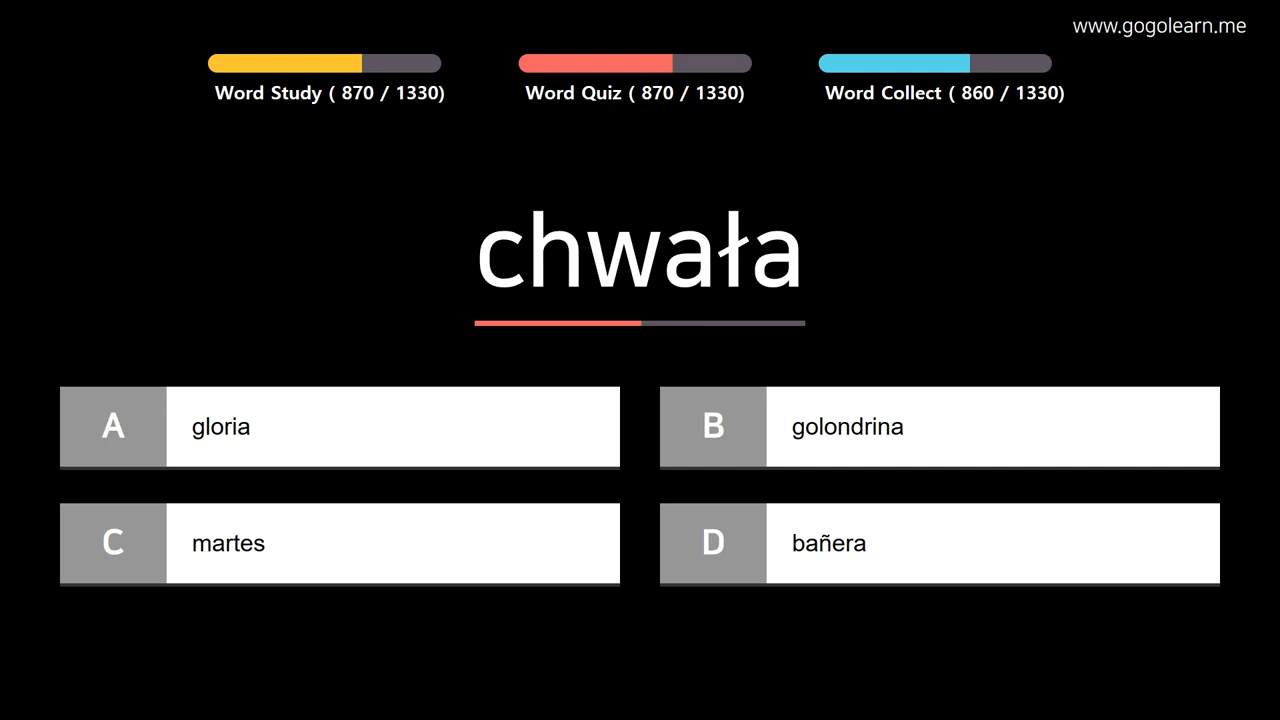 www.gogolearn.me
Word Study ( 870 / 1330)
Word Quiz ( 870 / 1330)
Word Collect ( 860 / 1330)
chwała
A gloria
B golondrina
C martes
D bañera